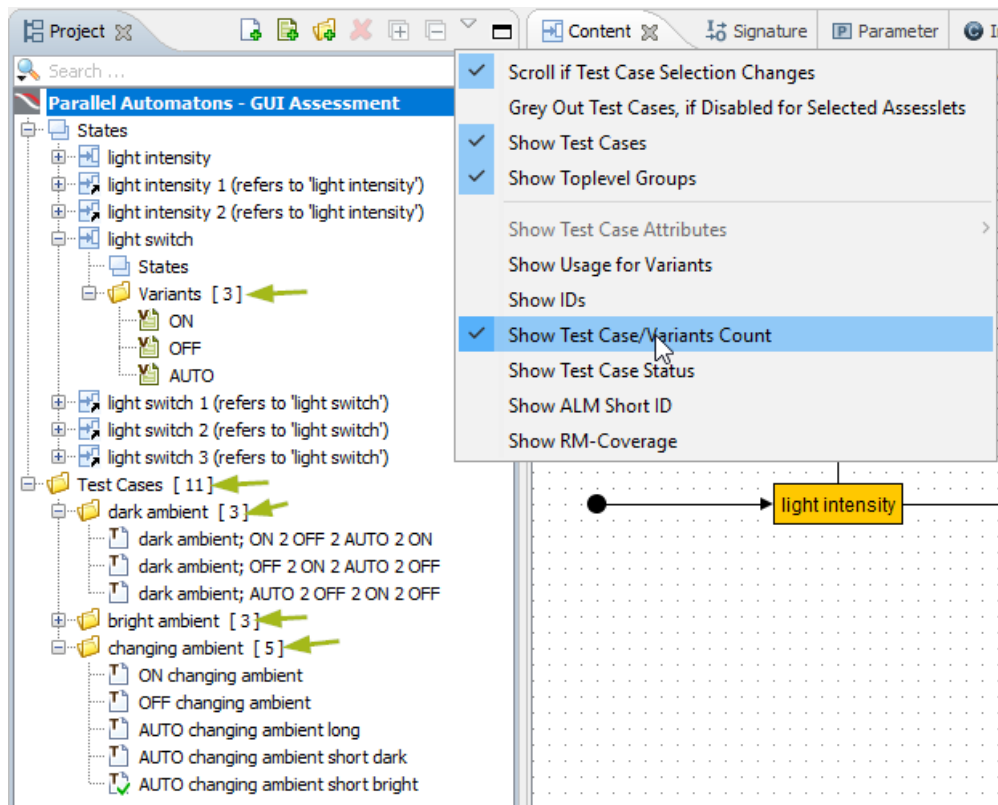 Project
Content
Signature
Parameter
Search ...
Parallel Automatons - GUI Assessment
States
light intensity
light intensity 1 (refers to 'light intensity')
light intensity 2 (refers to 'light intensity')
light switch
States
Variants [ 3 ]
ON
OFF
AUTO
light switch 1 (refers to 'light switch')
light switch 2 (refers to 'light switch')
light switch 3 (refers to 'light switch')
Test Cases [ 11 ]
dark ambient [ 3 ]
dark ambient; ON 2 OFF 2 AUTO 2 ON
dark ambient; OFF 2 ON 2 AUTO 2 OFF
dark ambient; AUTO 2 OFF 2 ON 2 OFF
bright ambient [ 3 ]
changing ambient [ 5 ]
ON changing ambient
OFF changing ambient
AUTO changing ambient long
AUTO changing ambient short dark
AUTO changing ambient short bright
Scroll if Test Case Selection Changes
Grey Out Test Cases, if Disabled for Selected Assesslets
Show Test Cases
Show Toplevel Groups
Show Test Case Attributes
Show Usage for Variants
Show IDs
Show Test Case/Variants Count
Show Test Case Status
Show ALM Short ID
Show RM-Coverage
light intensity